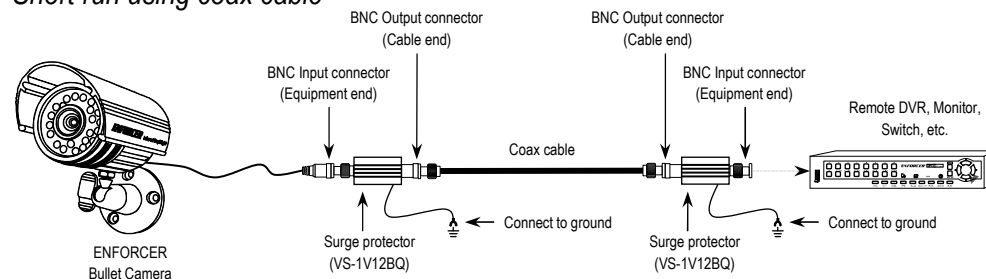 Short run using coax cable
BNC Output connector
(Cable end)
BNC Output connector
(Cable end)
BNC Input connector
(Equipment end)
BNC Input connector
(Equipment end)
Remote DVR, Monitor,
Switch, etc.
Coax cable
ENFORCER
ENFORCER
Connect to ground
Connect to ground
ENFORCER
Bullet Camera
Surge protector
(VS-1V12BQ)
Surge protector
(VS-1V12BQ)